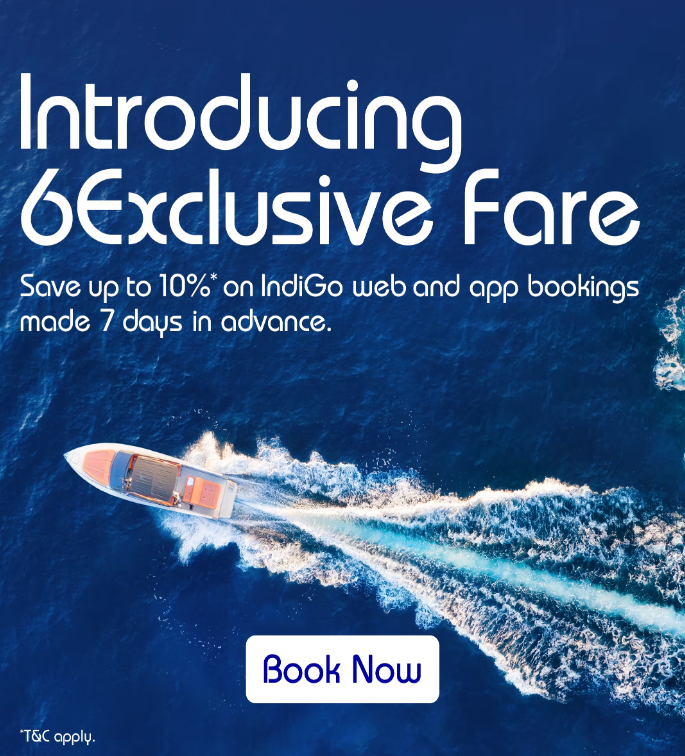 Introducing
6Exclusive Fare
Save up to 10%* on IndiGo web and app bookings
made 7 days in advance.
Book Now
*T&C apply.